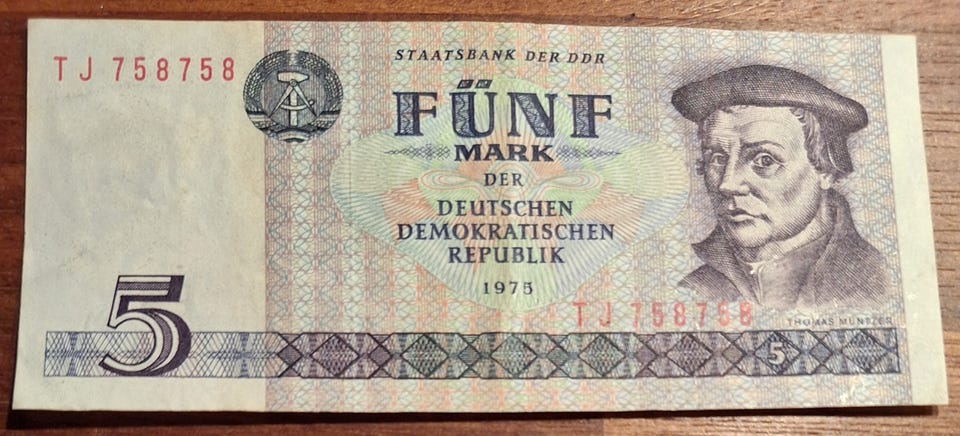 TJ 758758
STAATSBANK DER DDR
FÜNF
MARK
DER
DEUTSCHEN
DEMOKRATISCHEN
REPUBLIK
1975
TJ 758758
THOMAS MÜNTZER
5
5